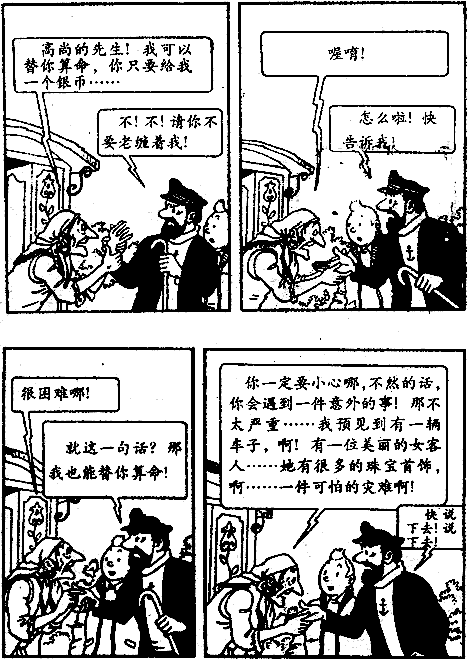 高尚的先生！我可以
替你算命，你只要给我
一个银币……
不！不！请你不
要老缠着我！
喔唷！
怎么啦！快
告诉我！
很困难哪！
就这一句话？那
我也能替你算命！
你一定要小心哪,不然的话,
你会遇到一件意外的事！那不
太严重……我预见到有一辆
车子，啊！有一位美丽的女客
人……她有很多的珠宝首饰，
啊……一件可怕的灾难啊！
快说
下去！说
下去！